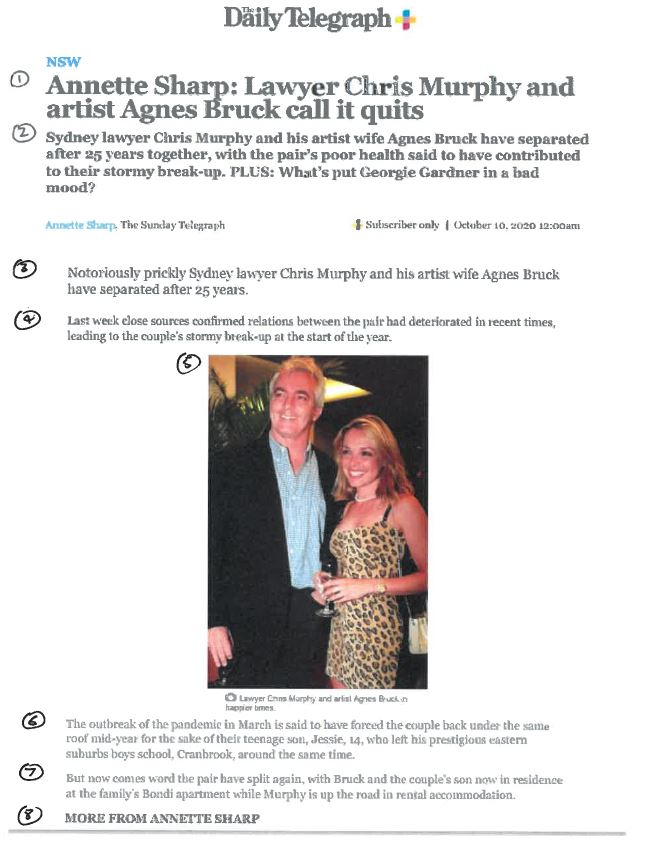 The
Daily Telegraph
NSW
1 Annette Sharp: Lawyer Chris Murphy and
artist Agnes Bruck call it quits
2 Sydney lawyer Chris Murphy and his artist wife Agnes Bruck have separated
after 25 years together, with the pair's poor health said to have contributed
to their stormy break-up. PLUS: What's put Georgie Gardner in a bad
mood?
Annette Sharp, The Sunday Telegraph Subscriber only | October 10, 2020 12:00am
3 Notoriously prickly Sydney lawyer Chris Murphy and his artist wife Agnes Bruck
have separated after 25 years.
4 Last week close sources confirmed relations between the pair had deteriorated in recent times,
leading to the couple's stormy break-up at the start of the year.
5
Lawyer Chris Murphy and artist Agnes Bruck in
happier times.
6 The outbreak of the pandemic in March is said to have forced the couple back under the same
roof mid-year for the sake of their teenage son, Jessie, 14, who left his prestigious eastern
suburbs boys school, Cranbrook, around the same time.
7 But now comes word the pair have split again, with Bruck and the couple's son now in residence
at the family's Bondi apartment while Murphy is up the road in rental accommodation.
8 MORE FROM ANNETTE SHARP